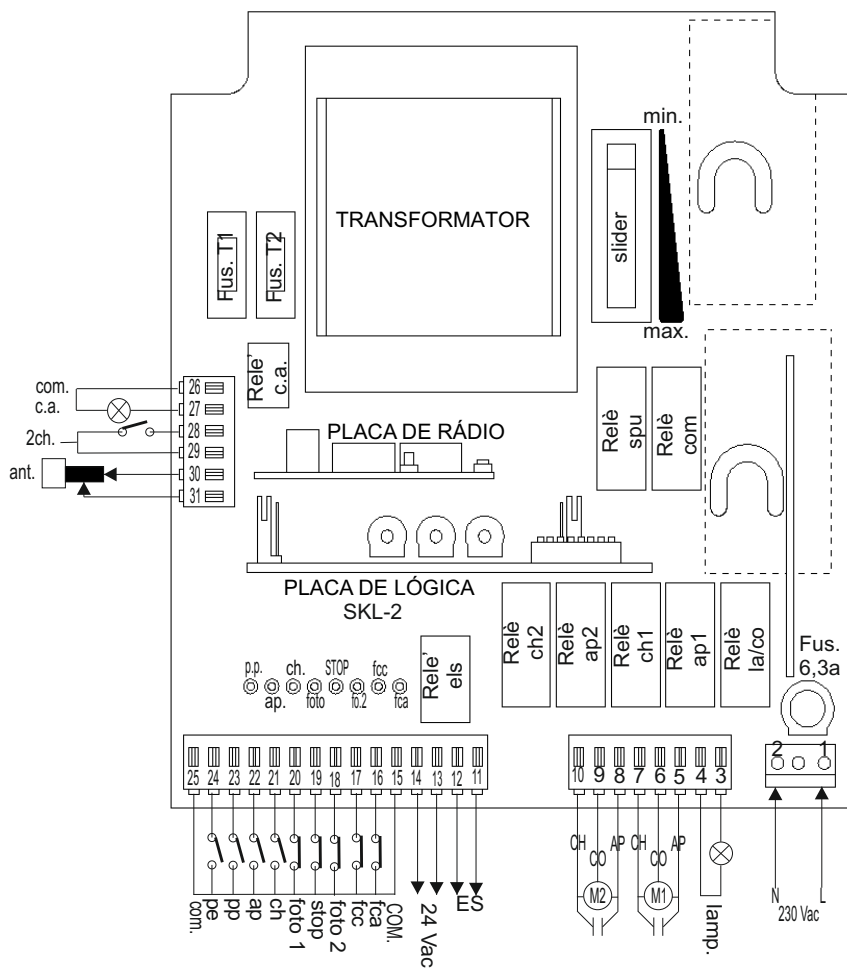 min.
TRANSFORMATOR
slider
max.
Fus. T1
Fus. T2
Rele'
c.a.
com.
c.a.
2ch.
ant.
26
27
28
29
30
31
PLACA DE RÁDIO
Relè
spu
Relè
com
PLACA DE LÓGICA
SKL-2
Relè
ch2
Relè
ap2
Relè
ch1
Relè
ap1
Relè
la/co
Fus.
6,3a
Rele'
els
p.p.
ap.
ch.
foto
STOP
fo.2
fcc
fca
25
24
23
22
21
20
19
18
17
16
15
14
13
12
11
10
9
8
7
6
5
4
3
2
1
com.
pe
pp
ap
ch
foto 1
stop
foto 2
fcc
fca
COM.
24 Vac
ES
CH
CO
AP
M2
CH
CO
AP
M1
lamp.
N
L
230 Vac